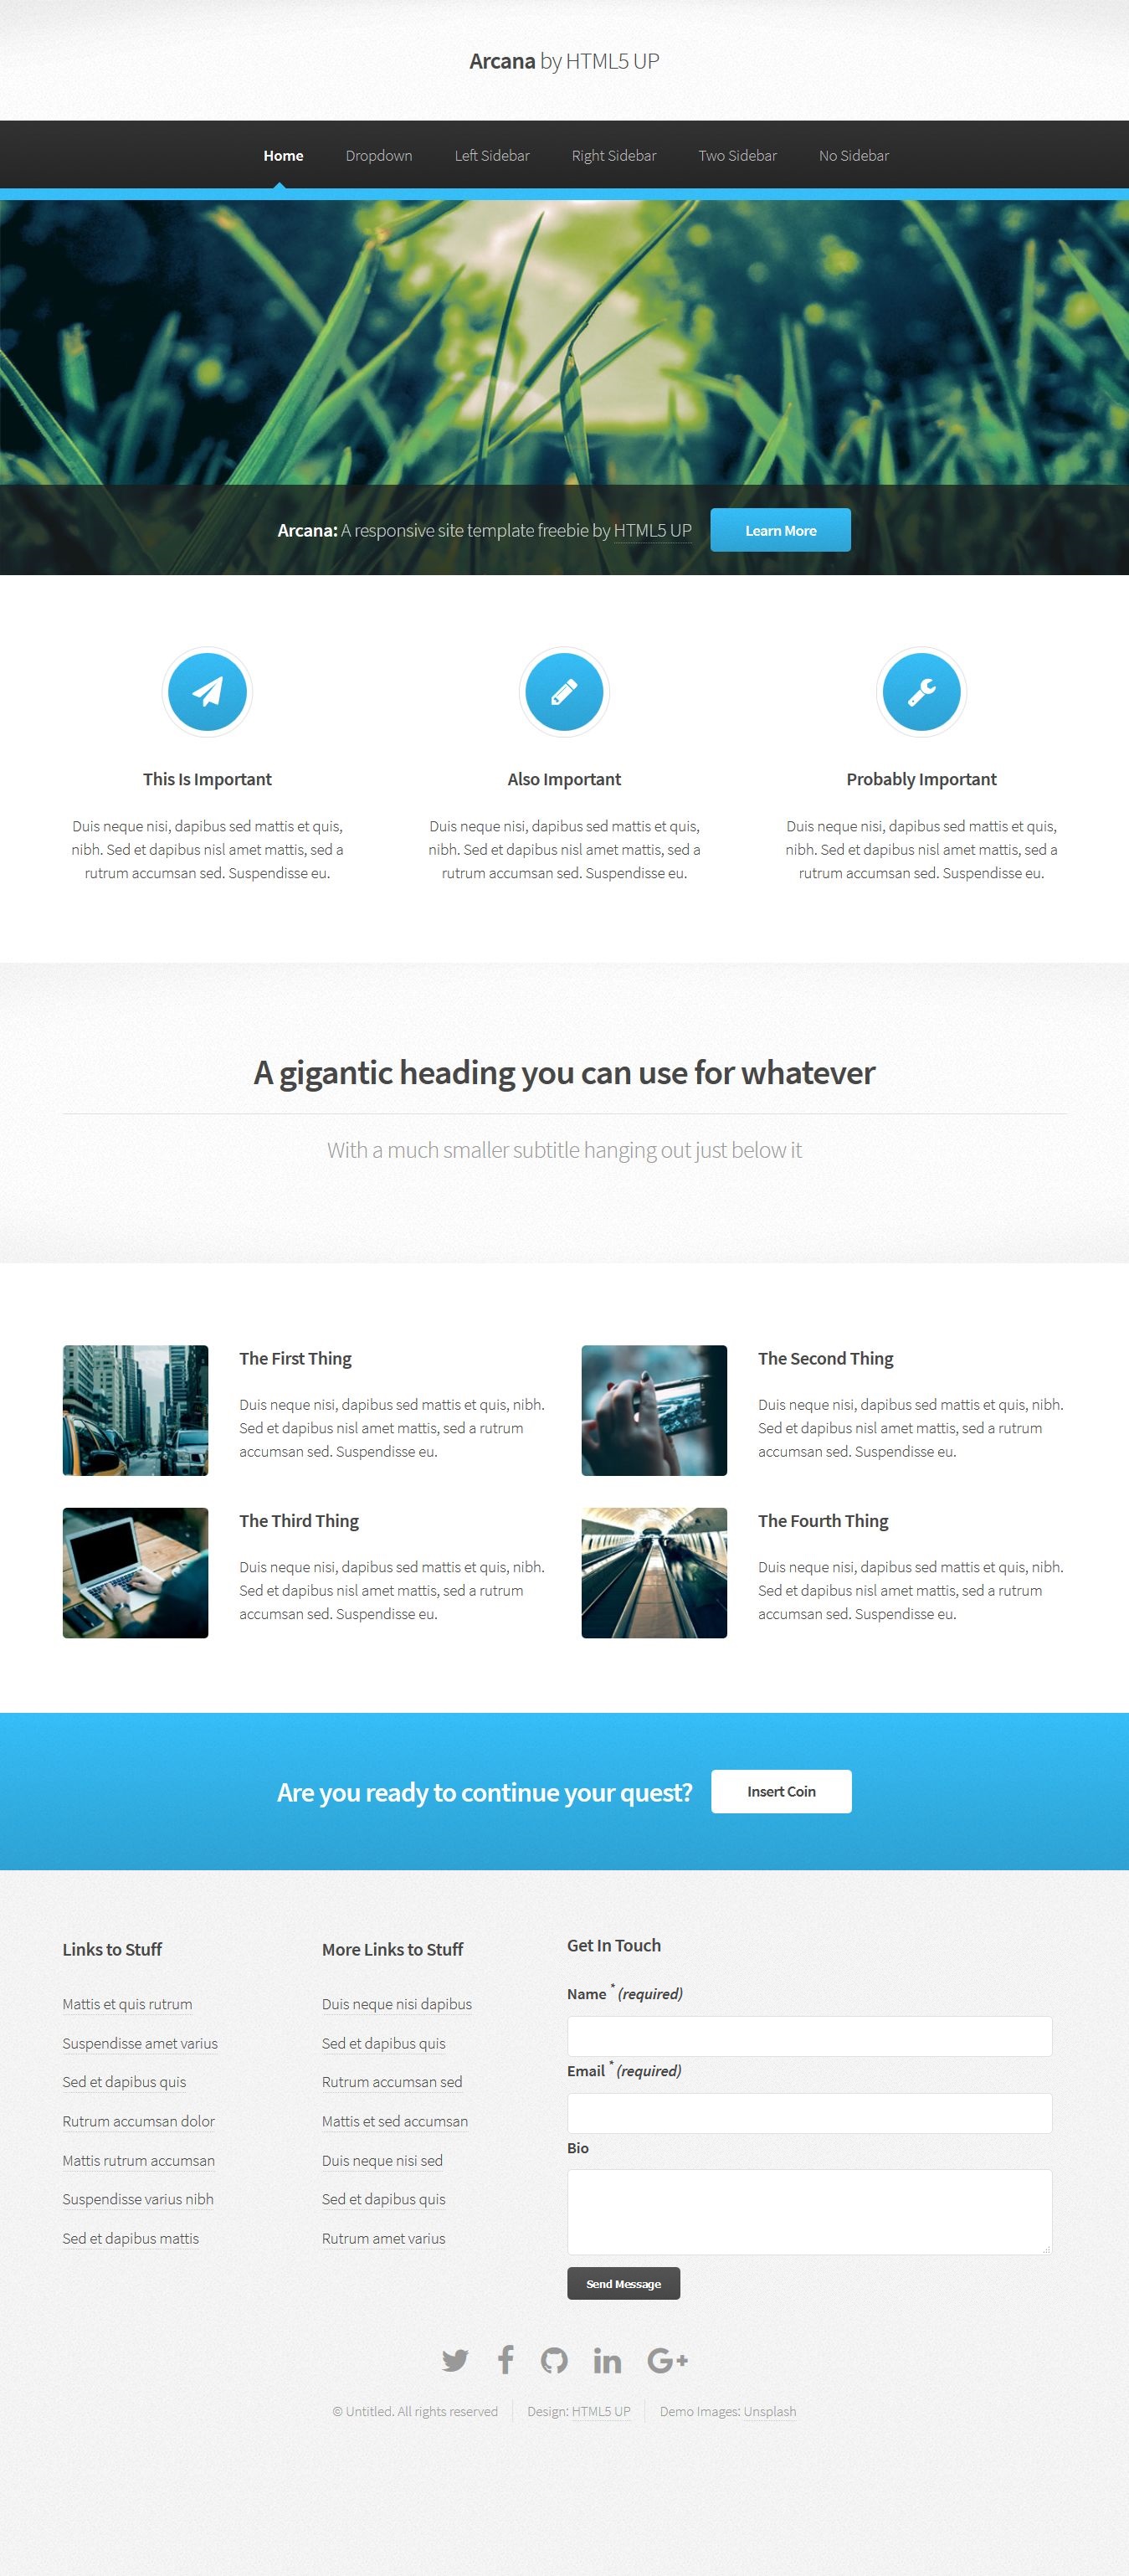 Arcana by HTML5 UP
Home Dropdown Left Sidebar Right Sidebar Two Sidebar No Sidebar
Arcana: A responsive site template freebie by HTML5 UP Learn More
This Is Important
Duis neque nisi, dapibus sed mattis et quis,
nibh. Sed et dapibus nisl amet mattis, sed a
rutrum accumsan sed. Suspendisse eu.
Also Important
Duis neque nisi, dapibus sed mattis et quis,
nibh. Sed et dapibus nisl amet mattis, sed a
rutrum accumsan sed. Suspendisse eu.
Probably Important
Duis neque nisi, dapibus sed mattis et quis,
nibh. Sed et dapibus nisl amet mattis, sed a
rutrum accumsan sed. Suspendisse eu.
A gigantic heading you can use for whatever
With a much smaller subtitle hanging out just below it
The First Thing
Duis neque nisi, dapibus sed mattis et quis, nibh.
Sed et dapibus nisl amet mattis, sed a rutrum
accumsan sed. Suspendisse eu.
The Second Thing
Duis neque nisi, dapibus sed mattis et quis, nibh.
Sed et dapibus nisl amet mattis, sed a rutrum
accumsan sed. Suspendisse eu.
The Third Thing
Duis neque nisi, dapibus sed mattis et quis, nibh.
Sed et dapibus nisl amet mattis, sed a rutrum
accumsan sed. Suspendisse eu.
The Fourth Thing
Duis neque nisi, dapibus sed mattis et quis, nibh.
Sed et dapibus nisl amet mattis, sed a rutrum
accumsan sed. Suspendisse eu.
Are you ready to continue your quest? Insert Coin
Links to Stuff
Mattis et quis rutrum
Suspendisse amet varius
Sed et dapibus quis
Rutrum accumsan dolor
Mattis rutrum accumsan
Suspendisse varius nibh
Sed et dapibus mattis
More Links to Stuff
Duis neque nisi dapibus
Sed et dapibus quis
Rutrum accumsan sed
Mattis et sed accumsan
Duis neque nisi sed
Sed et dapibus quis
Rutrum amet varius
Get In Touch
Name * (required)
Email * (required)
Bio
Send Message
© Untitled. All rights reserved Design: HTML5 UP Demo Images: Unsplash